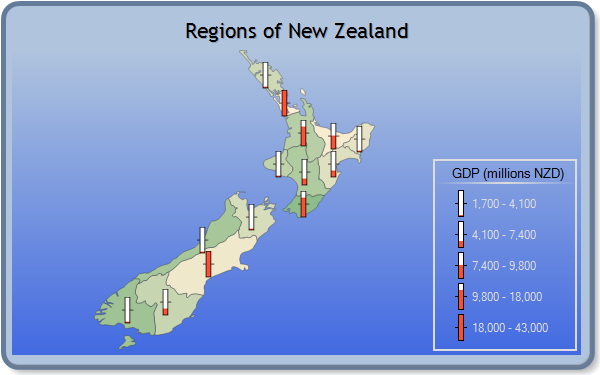 Regions of New Zealand
GDP (millions NZD)
1,700 - 4,100
4,100 - 7,400
7,400 - 9,800
9,800 - 18,000
18,000 - 43,000